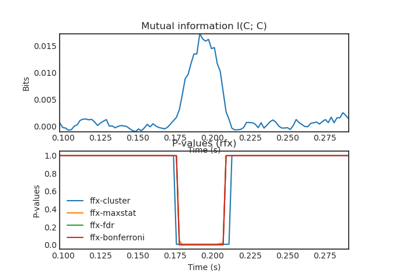 Mutual information I(C; C)
Bits
0.015
0.010
0.005
0.000
0.100 0.125 0.150 0.175 0.200 0.225 0.250 0.275
Time (s)
P-values (rfx)
P-values
1.0
0.8
0.6
0.4
0.2
0.0
ffx-cluster
ffx-maxstat
ffx-fdr
ffx-bonferroni
0.100 0.125 0.150 0.175 0.200 0.225 0.250 0.275
Time (s)